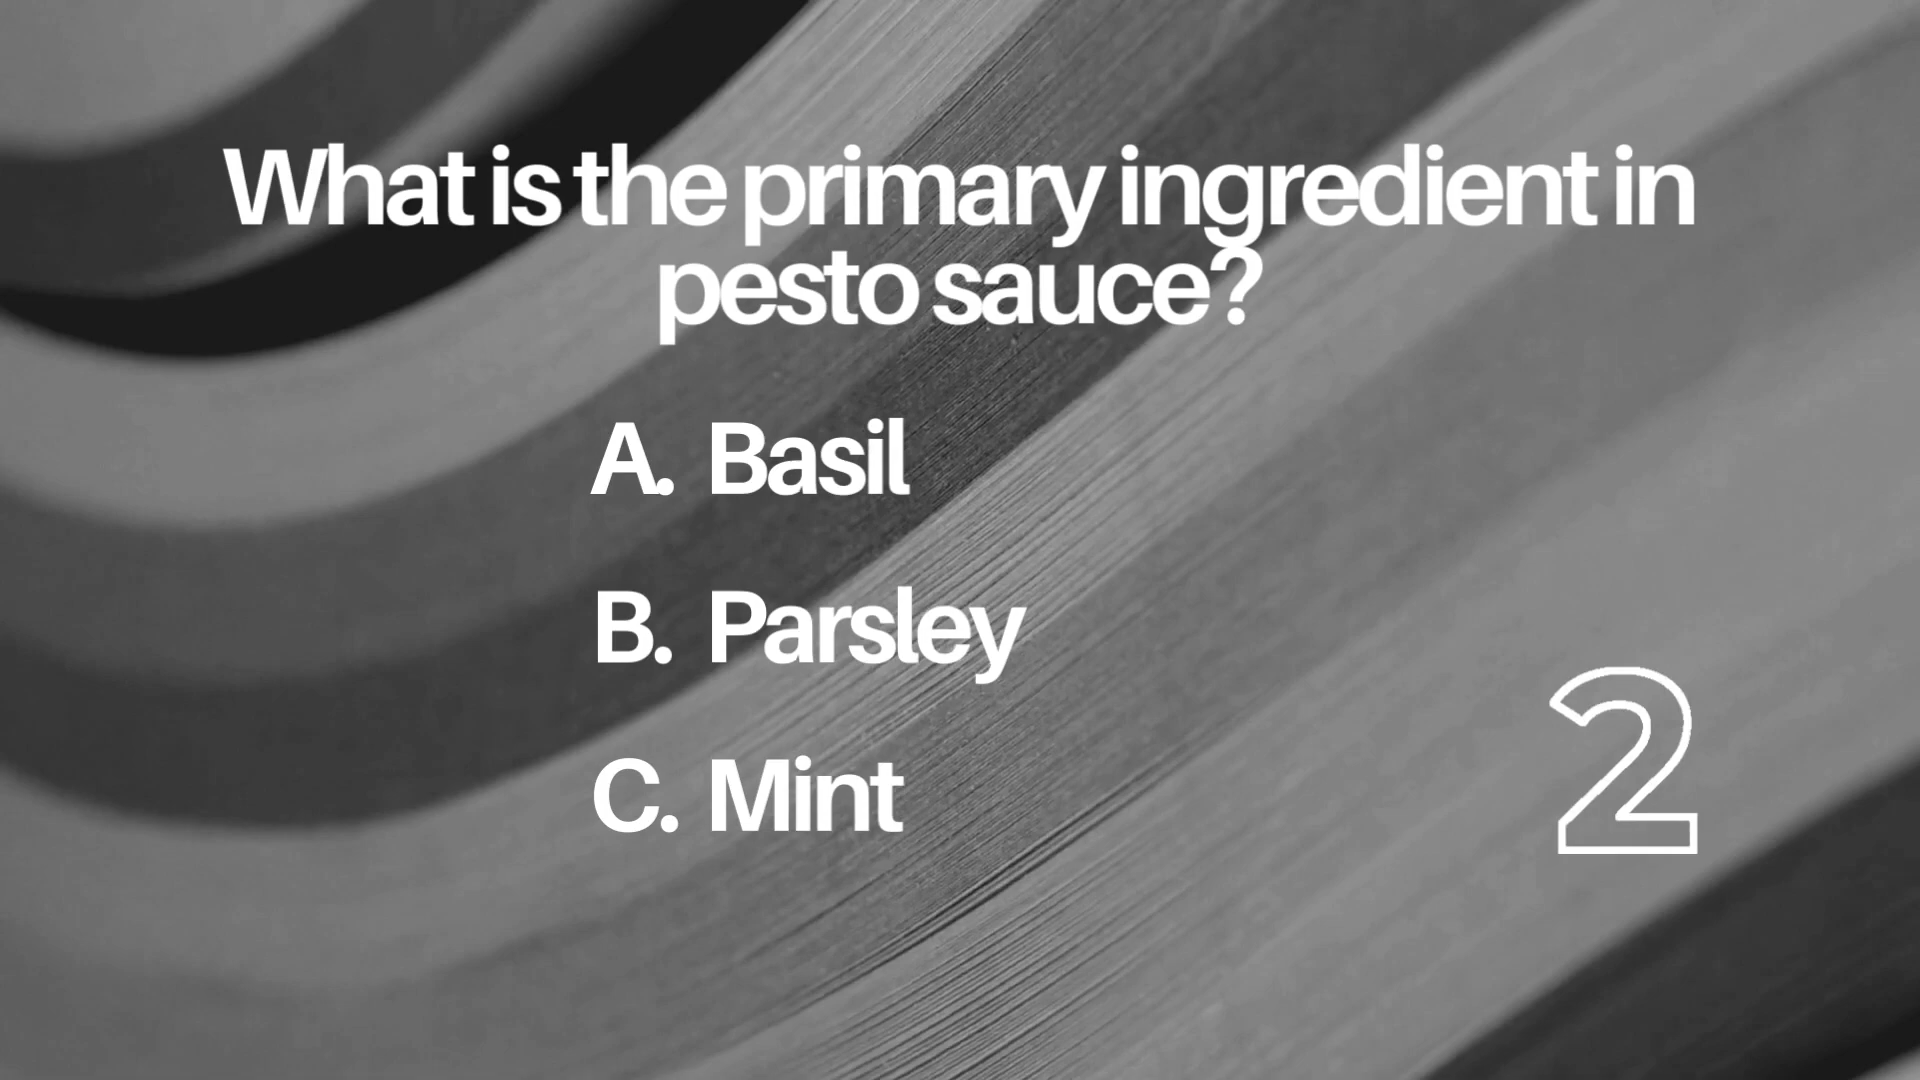 What is the primary ingredient in
pesto sauce?
A. Basil
B. Parsley
C. Mint
2